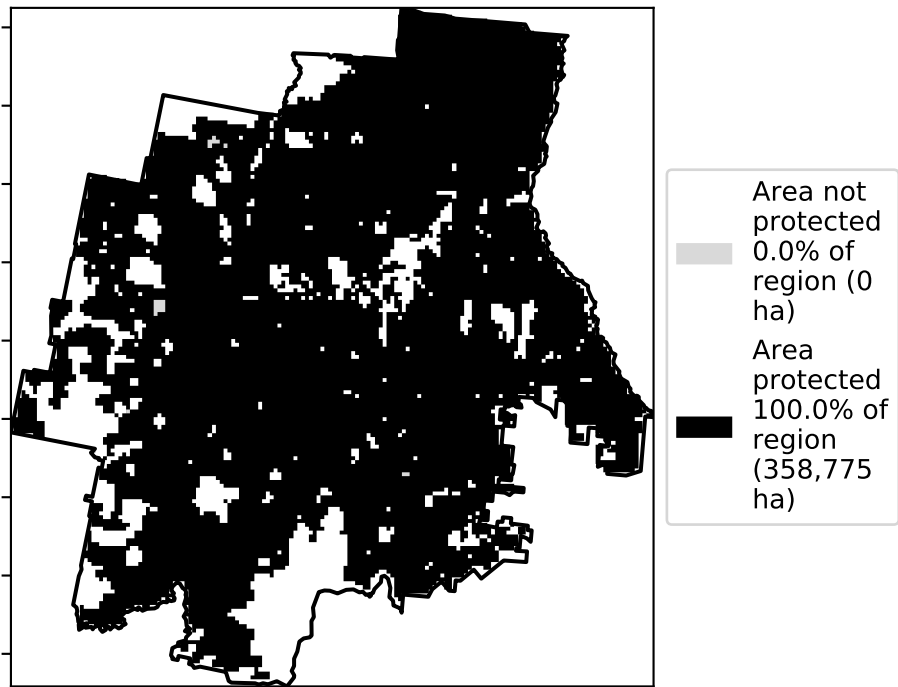 Area not
protected
0.0% of
region (0
ha)
Area
protected
100.0% of
region
(358,775
ha)